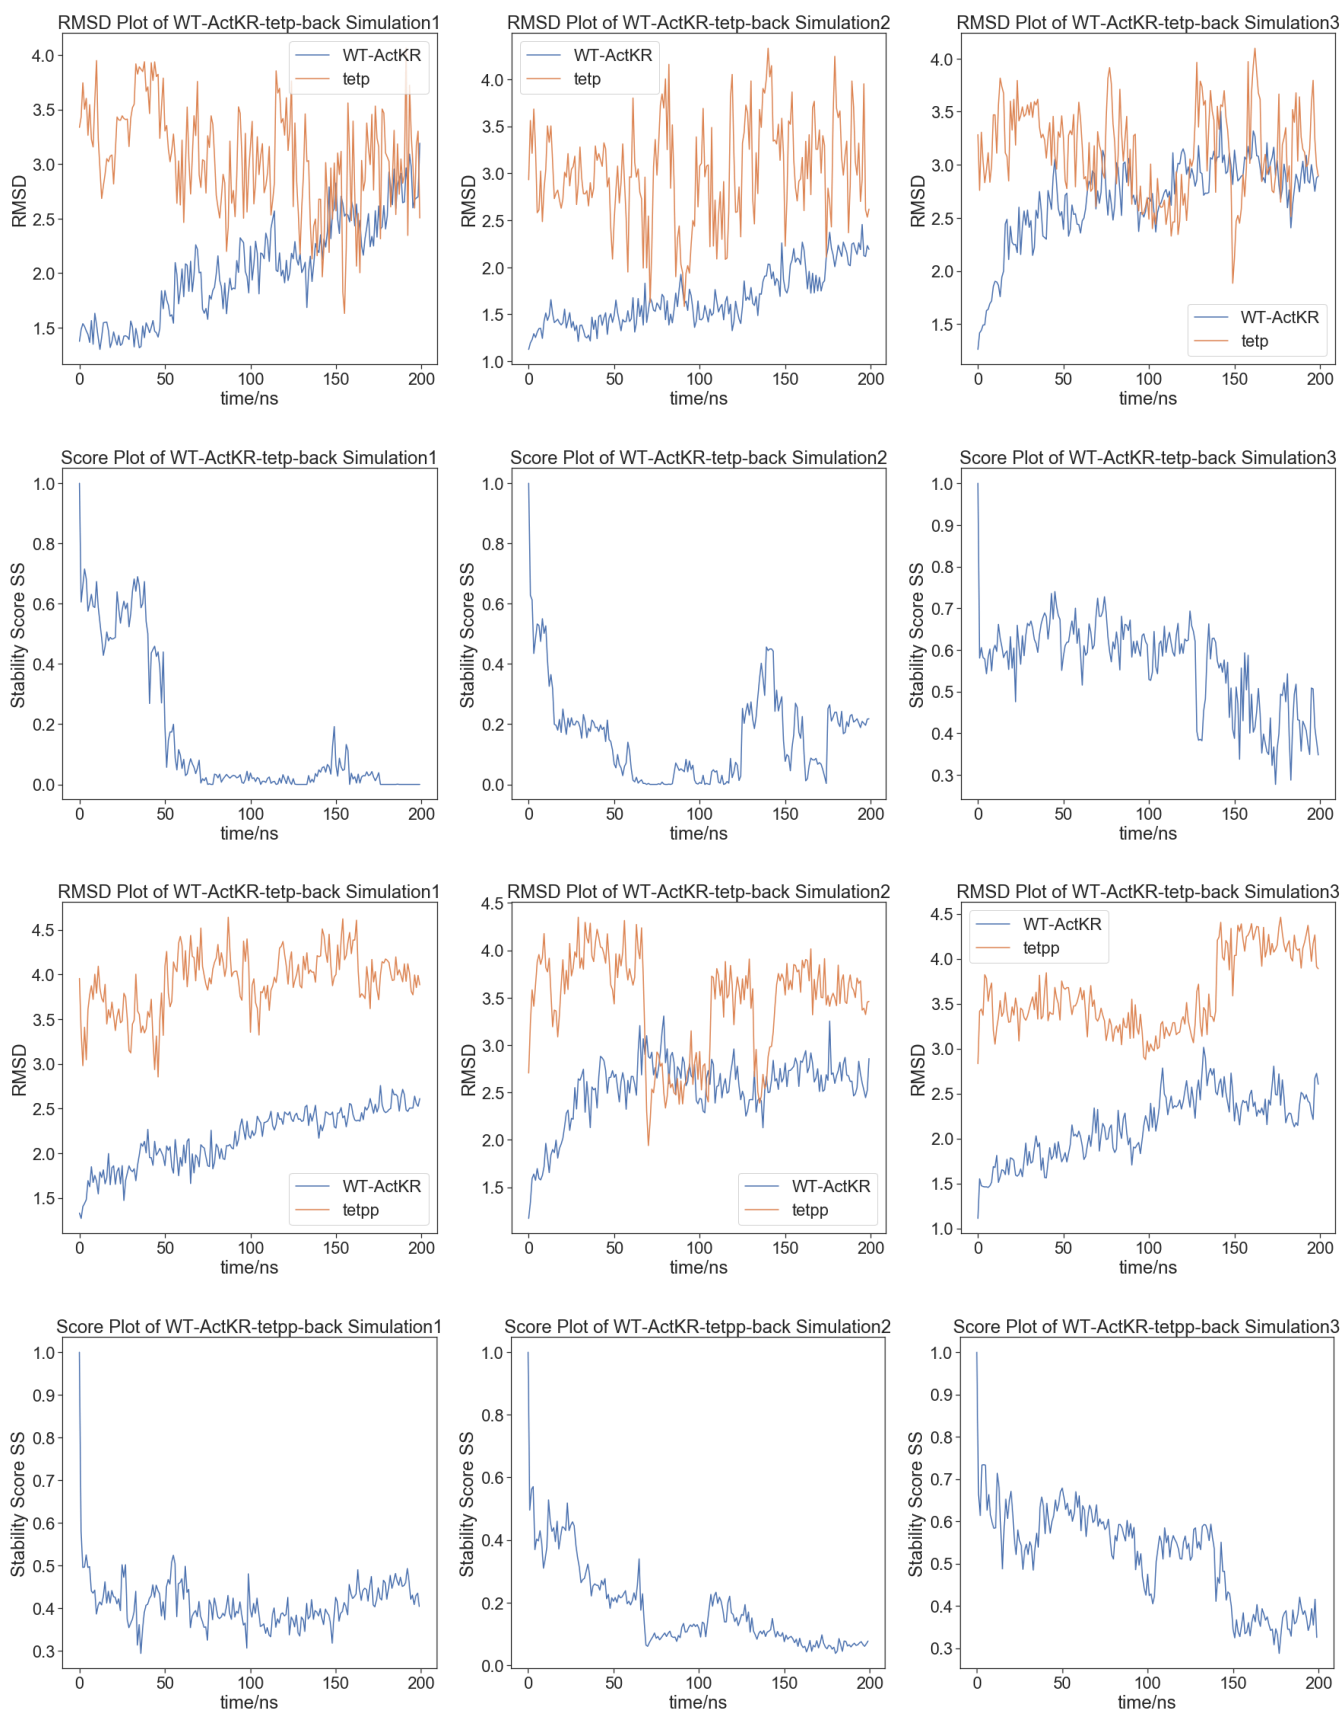 RMSD Plot of WT-ActKR-tetp-back Simulation1
4.0
3.5
3.0
2.5
2.0
1.5
RMSD
WT-ActKR
tetp
0 50 100 150 200
time/ns
RMSD Plot of WT-ActKR-tetp-back Simulation2
4.0
3.5
3.0
2.5
2.0
1.5
1.0
RMSD
WT-ActKR
tetp
0 50 100 150 200
time/ns
RMSD Plot of WT-ActKR-tetp-back Simulation3
4.0
3.5
3.0
2.5
2.0
1.5
RMSD
WT-ActKR
tetp
0 50 100 150 200
time/ns
Score Plot of WT-ActKR-tetp-back Simulation1
1.0
0.8
0.6
0.4
0.2
0.0
Stability Score SS
0 50 100 150 200
time/ns
Score Plot of WT-ActKR-tetp-back Simulation2
1.0
0.8
0.6
0.4
0.2
0.0
Stability Score SS
0 50 100 150 200
time/ns
Score Plot of WT-ActKR-tetp-back Simulation3
1.0
0.9
0.8
0.7
0.6
0.5
0.4
0.3
Stability Score SS
0 50 100 150 200
time/ns
RMSD Plot of WT-ActKR-tetp-back Simulation1
4.5
4.0
3.5
3.0
2.5
2.0
1.5
RMSD
WT-ActKR
tetpp
0 50 100 150 200
time/ns
RMSD Plot of WT-ActKR-tetp-back Simulation2
4.5
4.0
3.5
3.0
2.5
2.0
1.5
RMSD
WT-ActKR
tetpp
0 50 100 150 200
time/ns
RMSD Plot of WT-ActKR-tetp-back Simulation3
4.5
4.0
3.5
3.0
2.5
2.0
1.5
1.0
RMSD
WT-ActKR
tetpp
0 50 100 150 200
time/ns
Score Plot of WT-ActKR-tetpp-back Simulation1
1.0
0.9
0.8
0.7
0.6
0.5
0.4
0.3
Stability Score SS
0 50 100 150 200
time/ns
Score Plot of WT-ActKR-tetpp-back Simulation2
1.0
0.8
0.6
0.4
0.2
0.0
Stability Score SS
0 50 100 150 200
time/ns
Score Plot of WT-ActKR-tetpp-back Simulation3
1.0
0.9
0.8
0.7
0.6
0.5
0.4
0.3
Stability Score SS
0 50 100 150 200
time/ns